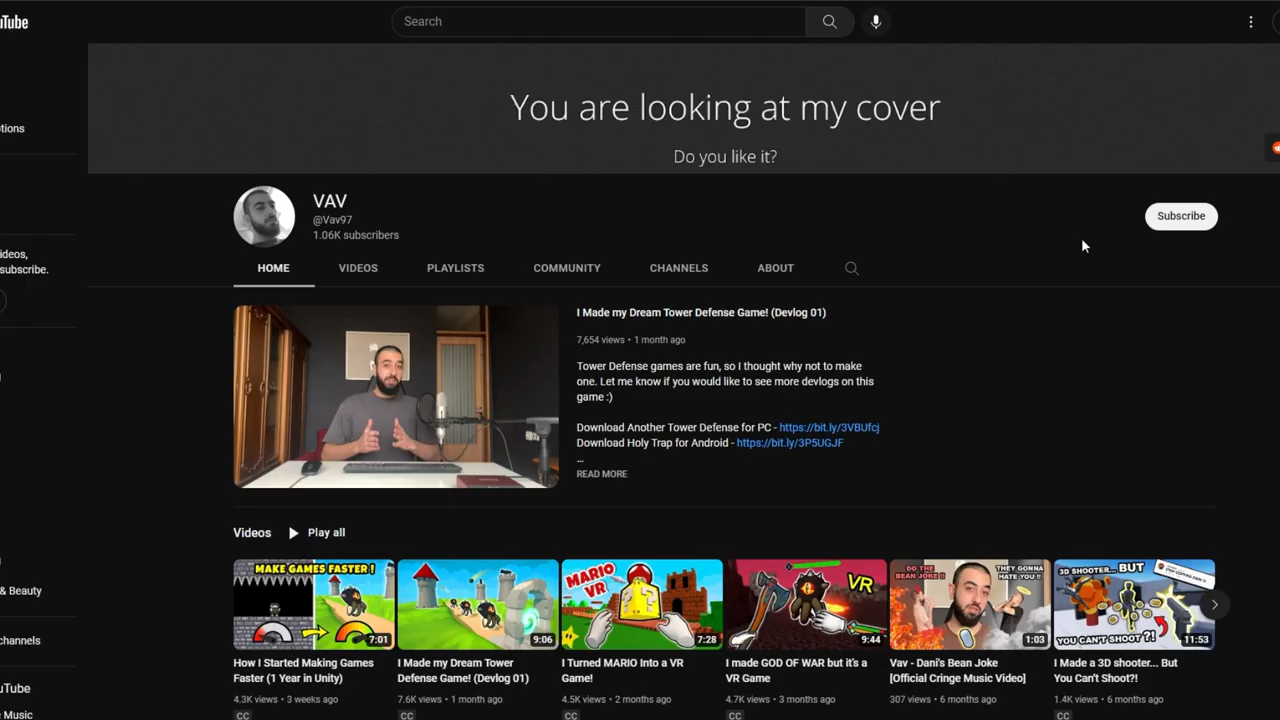 uTube
Search
You are looking at my cover
Do you like it?
VAV
@Vav97
1.06K subscribers
Subscribe
HOME VIDEOS PLAYLISTS COMMUNITY CHANNELS ABOUT
tions
ideos,
subscribe.
& Beauty
channels
uTube
Music
I Made my Dream Tower Defense Game! (Devlog 01)
7,654 views • 1 month ago
Tower Defense games are fun, so I thought why not to make
one. Let me know if you would like to see more devlogs on this
game :)
Download Another Tower Defense for PC - https://bit.ly/3VBUfcj
Download Holy Trap for Android - https://bit.ly/3P5UGJF
...
READ MORE
Videos Play all
MAKE GAMES FASTER !
7:01
How I Started Making Games
Faster (1 Year in Unity)
4.3K views • 3 weeks ago
CC
9:06
I Made my Dream Tower
Defense Game! (Devlog 01)
7.6K views • 1 month ago
CC
MARIO
VR
7:28
I Turned MARIO Into a VR
Game!
4.5K views • 2 months ago
CC
VR
9:44
I made GOD OF WAR but it's a
VR Game
4.7K views • 3 months ago
CC
DO THE
BEAN JOKE!!
THEY GONNA
HATE YOU !!
1:03
Vav - Dani's Bean Joke
[Official Cringe Music Video]
307 views • 6 months ago
3D SHOOTER... BUT
YOU CAN'T SHOOT?!
11:53
I Made a 3D shooter... But
You Can't Shoot?!
1.4K views • 6 months ago
CC